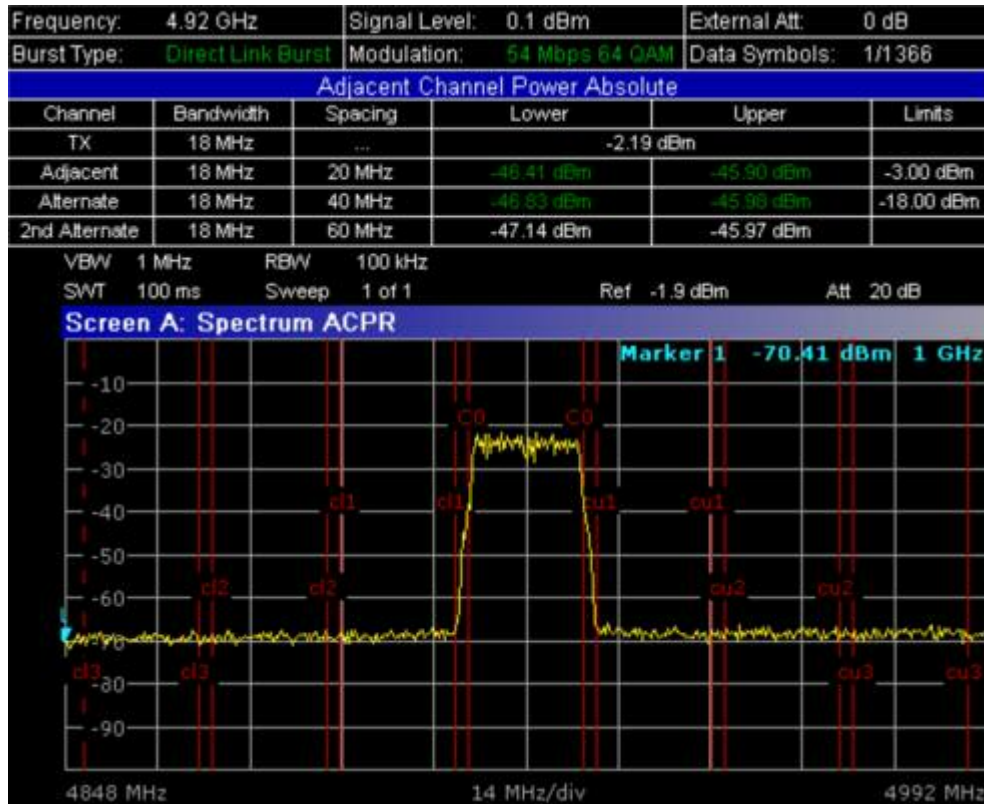 Frequency: 4.92 GHz Signal Level: 0.1 dBm External Att: 0 dB
Burst Type: Direct Link Burst Modulation: 54 Mbps 64 QAM Data Symbols: 1/1366
Adjacent Channel Power Absolute
Channel Bandwidth Spacing Lower Upper Limits
TX 18 MHz ... -2.19 dBm
Adjacent 18 MHz 20 MHz -46.41 dBm -45.90 dBm -3.00 dBm
Alternate 18 MHz 40 MHz -46.83 dBm -45.98 dBm -18.00 dBm
2nd Alternate 18 MHz 60 MHz -47.14 dBm -45.97 dBm
VBW 1 MHz RBW 100 kHz
SWT 100 ms Sweep 1 of 1 Ref -1.9 dBm Att 20 dB
Screen A: Spectrum ACPR
Marker 1 -70.41 dBm 1 GHz
-10
C0 C0
-20
-30
cl1 cl1 cu1 cu1
-40
-50
cl2 cl2 cu2 cu2
-60
-70
cl3 cl3 cu3 cu3
-80
-90
4848 MHz 14 MHz/div 4992 MHz